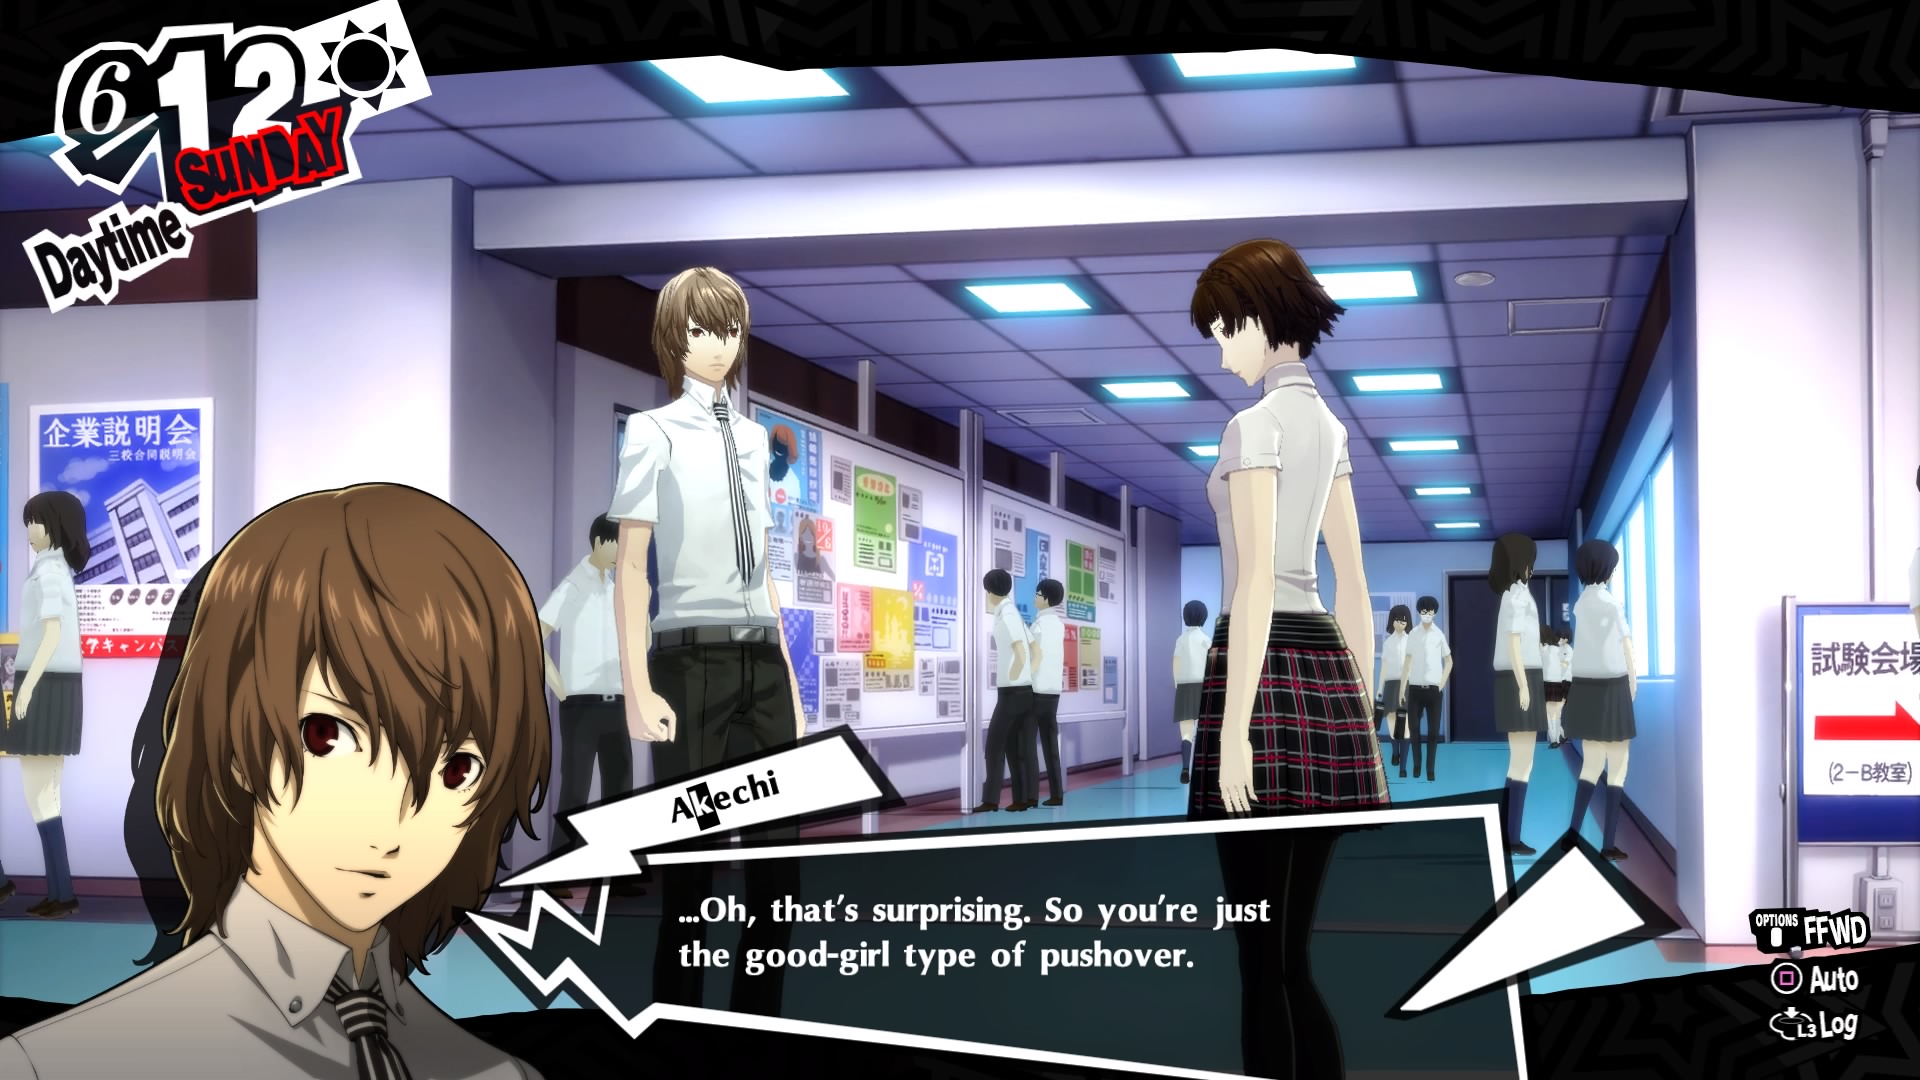 6/12
SUNDAY
Daytime
企業説明会
三校合同説明会
キャンパス
試験会場
(2-B教室)
Akechi
...Oh, that's surprising. So you're just
the good-girl type of pushover.
OPTIONS FFWD
Auto
L3 Log